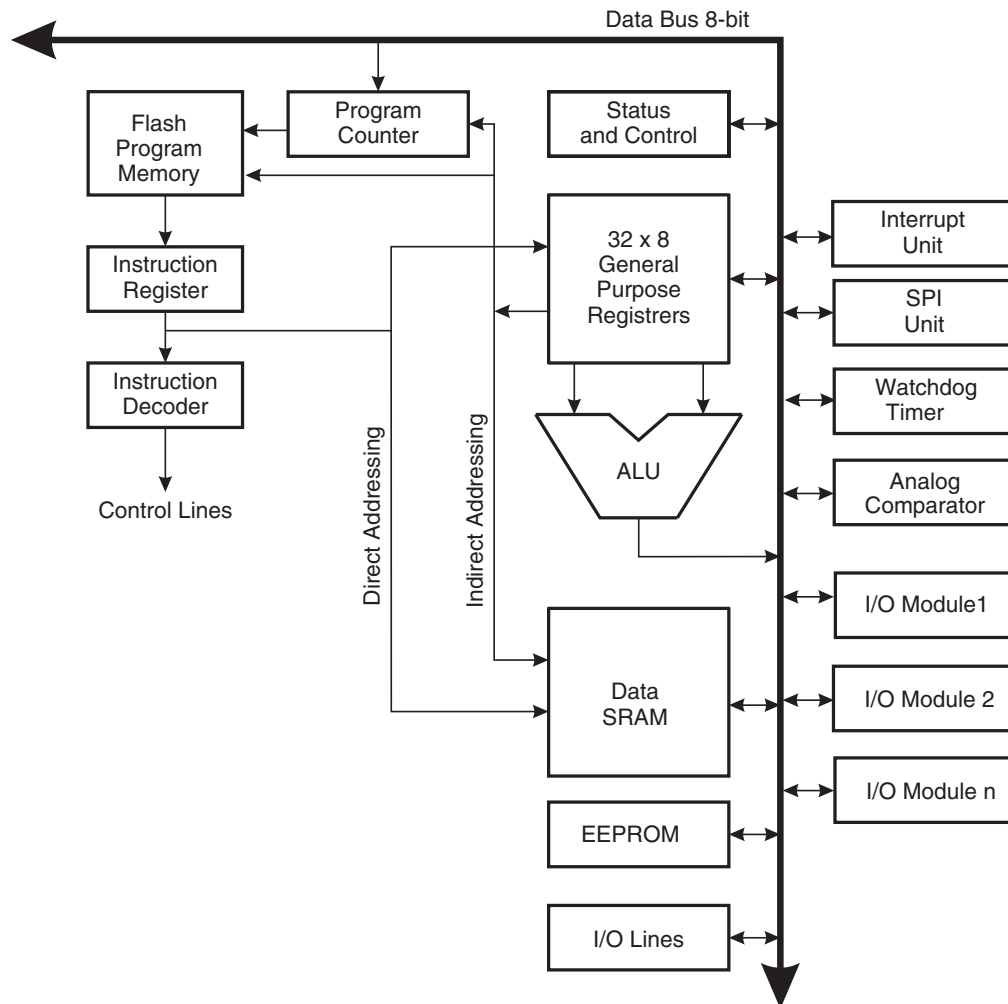 Data Bus 8-bit
Flash
Program
Memory
Program
Counter
Status
and Control
Interrupt
Unit
32 x 8
General
Purpose
Registrers
Instruction
Register
SPI
Unit
Instruction
Decoder
Watchdog
Timer
ALU
Analog
Comparator
Control Lines
Direct Addressing
Indirect Addressing
I/O Module1
Data
SRAM
I/O Module 2
I/O Module n
EEPROM
I/O Lines